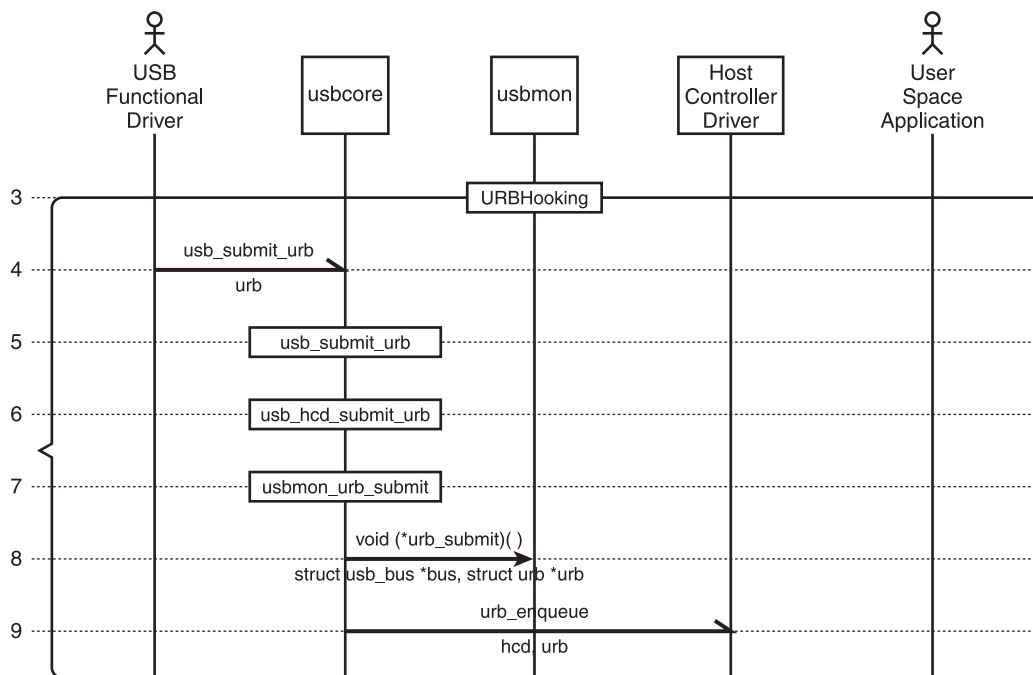 USB
Functional
Driver
usbcore
usbmon
Host
Controller
Driver
User
Space
Application
3
URBHooking
usb_submit_urb
4
urb
5
usb_submit_urb
6
usb_hcd_submit_urb
7
usbmon_urb_submit
void (*urb_submit)( )
8
struct usb_bus *bus, struct urb *urb
urb_enqueue
9
hcd, urb